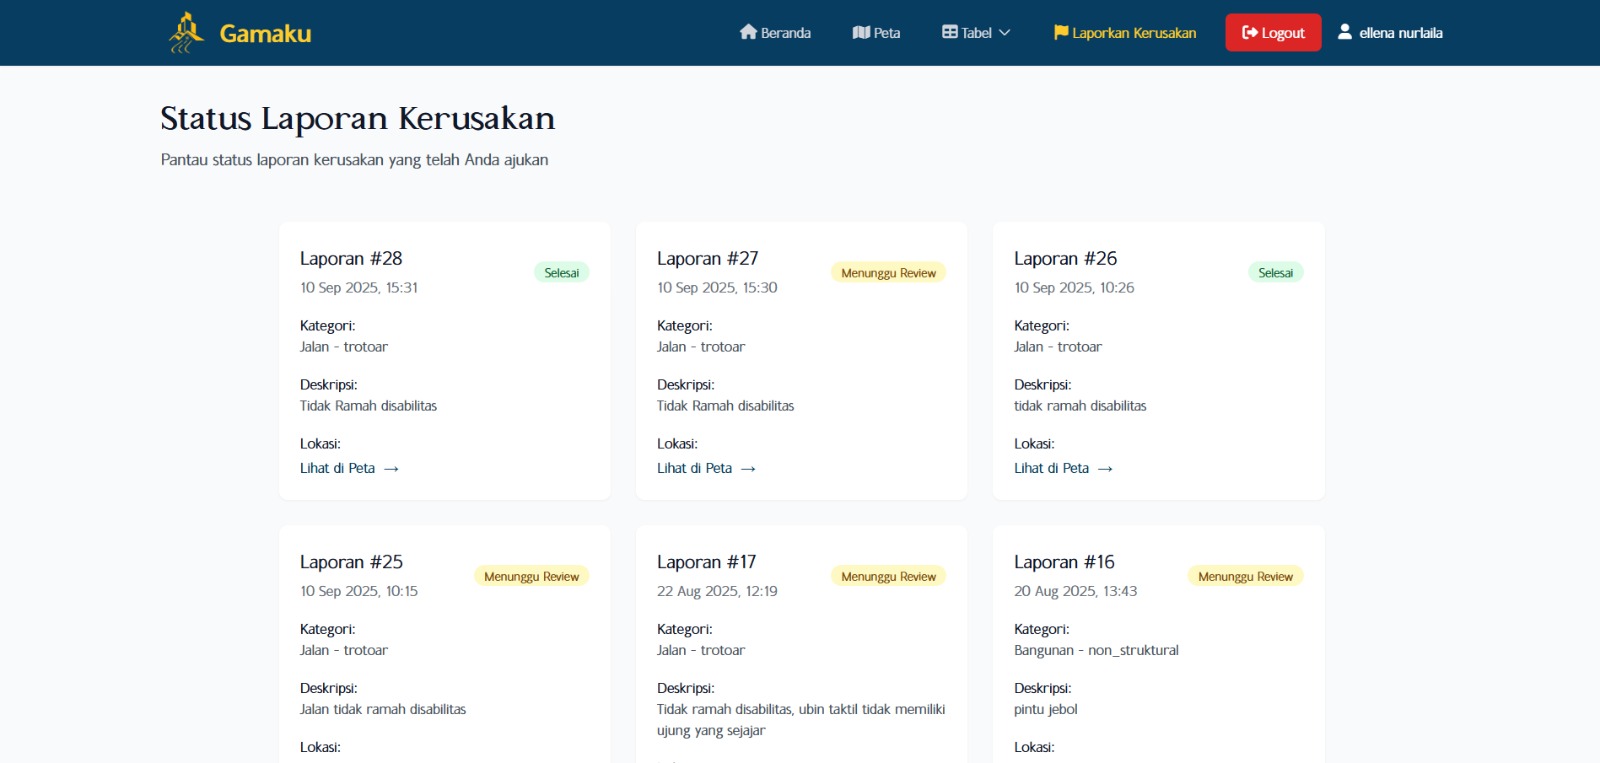 Gamaku
Beranda
Peta
Tabel
Laporkan Kerusakan
Logout
ellena nurlaila
Status Laporan Kerusakan
Pantau status laporan kerusakan yang telah Anda ajukan
Laporan #28
Selesai
10 Sep 2025, 15:31
Kategori:
Jalan - trotoar
Deskripsi:
Tidak Ramah disabilitas
Lokasi:
Lihat di Peta →
Laporan #27
Menunggu Review
10 Sep 2025, 15:30
Kategori:
Jalan - trotoar
Deskripsi:
Tidak Ramah disabilitas
Lokasi:
Lihat di Peta →
Laporan #26
Selesai
10 Sep 2025, 10:26
Kategori:
Jalan - trotoar
Deskripsi:
tidak ramah disabilitas
Lokasi:
Lihat di Peta →
Laporan #25
Menunggu Review
10 Sep 2025, 10:15
Kategori:
Jalan - trotoar
Deskripsi:
Jalan tidak ramah disabilitas
Lokasi:
Laporan #17
Menunggu Review
22 Aug 2025, 12:19
Kategori:
Jalan - trotoar
Deskripsi:
Tidak ramah disabilitas, ubin taktil tidak memiliki
ujung yang sejajar
Laporan #16
Menunggu Review
20 Aug 2025, 13:43
Kategori:
Bangunan - non_struktural
Deskripsi:
pintu jebol
Lokasi: